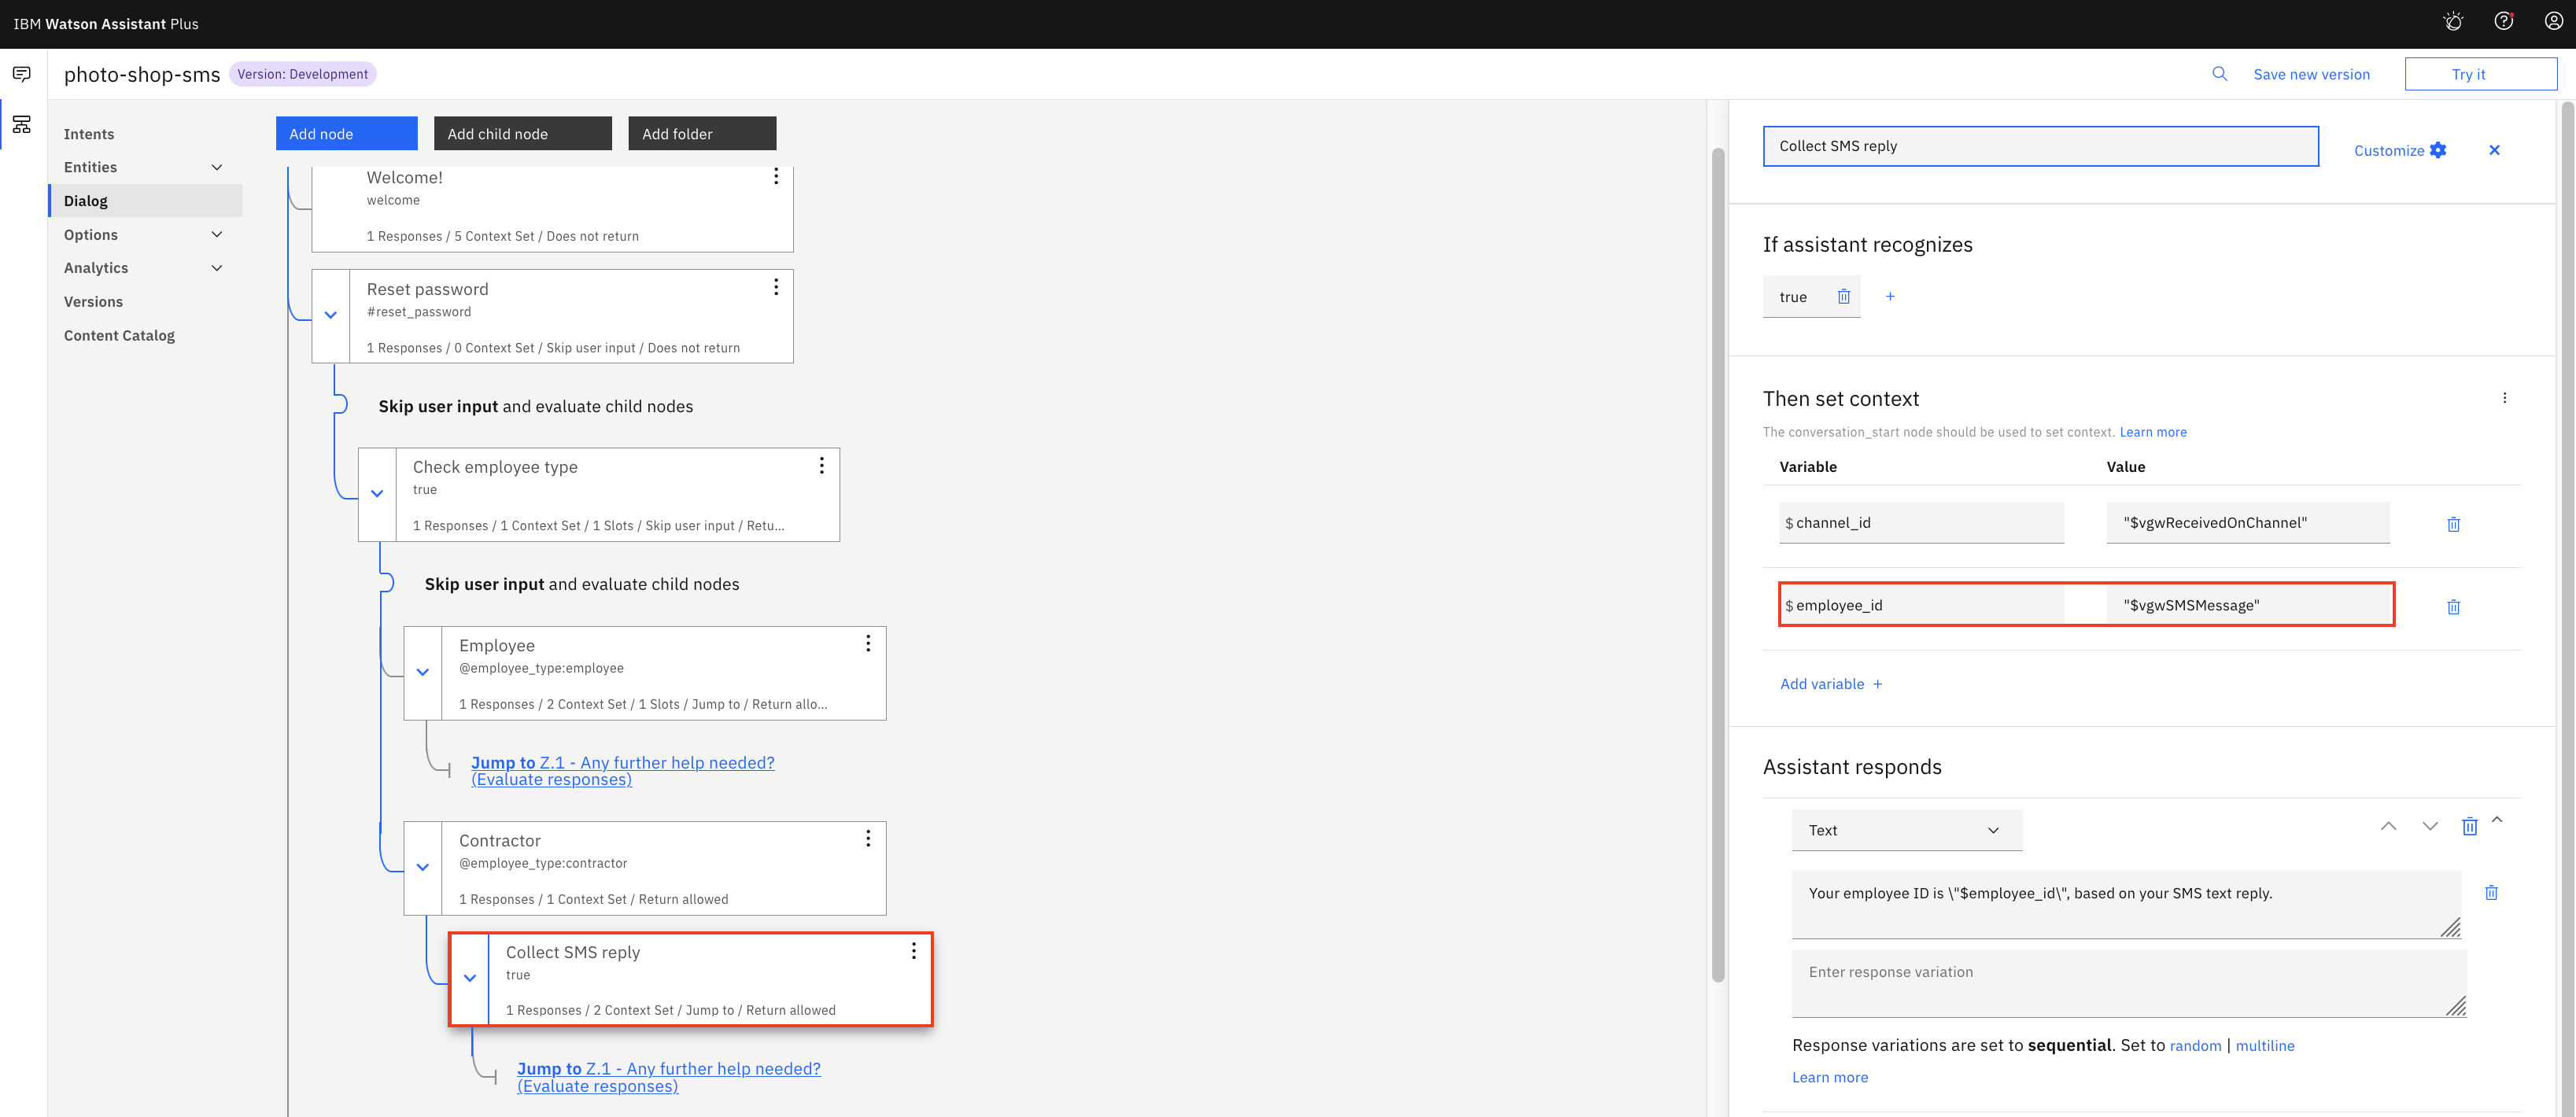 IBM Watson Assistant Plus
photo-shop-sms
Version: Development
Save new version
Try it
Intents
Entities
Dialog
Options
Analytics
Versions
Content Catalog
Add node
Add child node
Add folder
Welcome!
welcome
1 Responses / 5 Context Set / Does not return
Reset password
#reset_password
1 Responses / 0 Context Set / Skip user input / Does not return
Skip user input and evaluate child nodes
Check employee type
true
1 Responses / 1 Context Set / 1 Slots / Skip user input / Retu...
Skip user input and evaluate child nodes
Employee
@employee_type:employee
1 Responses / 2 Context Set / 1 Slots / Jump to / Return allo...
Jump to Z.1 - Any further help needed?
(Evaluate responses)
Contractor
@employee_type:contractor
1 Responses / 1 Context Set / Return allowed
Collect SMS reply
true
1 Responses / 2 Context Set / Jump to / Return allowed
Jump to Z.1 - Any further help needed?
(Evaluate responses)
Collect SMS reply
Customize
If assistant recognizes
true
Then set context
The conversation_start node should be used to set context. Learn more
Variable Value
$ channel_id "$vgwReceivedOnChannel"
$ employee_id "$vgwSMSMessage"
Add variable +
Assistant responds
Text
Your employee ID is \"$employee_id\", based on your SMS text reply.
Enter response variation
Response variations are set to sequential. Set to random | multiline
Learn more